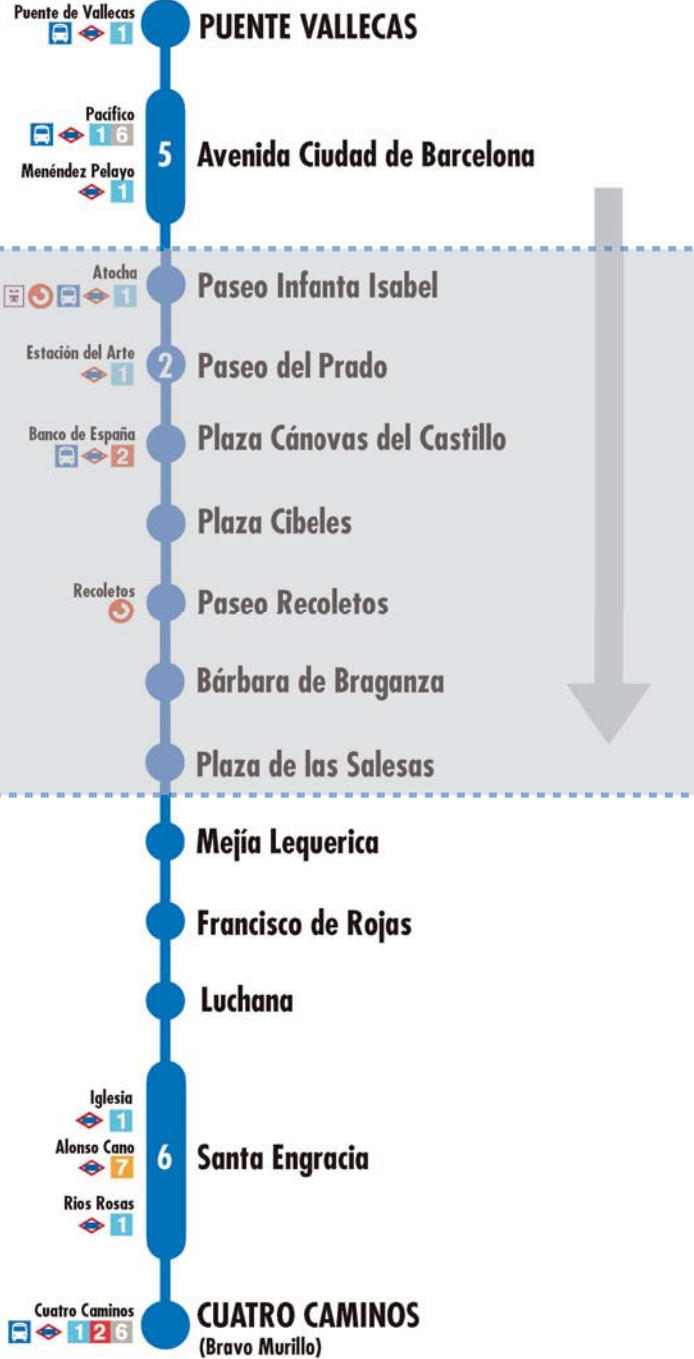 Puente de Vallecas
1
PUENTE VALLECAS
Pacífico
1 6
Menéndez Pelayo
1
5
Avenida Ciudad de Barcelona
Atocha
1
Paseo Infanta Isabel
Estación del Arte
1
2
Paseo del Prado
Banco de España
2
Plaza Cánovas del Castillo
Plaza Cibeles
Recoletos
Paseo Recoletos
Bárbara de Braganza
Plaza de las Salesas
Mejía Lequerica
Francisco de Rojas
Luchana
Iglesia
1
Alonso Cano
7
Rios Rosas
1
6
Santa Engracia
Cuatro Caminos
1 2 6
CUATRO CAMINOS
(Bravo Murillo)